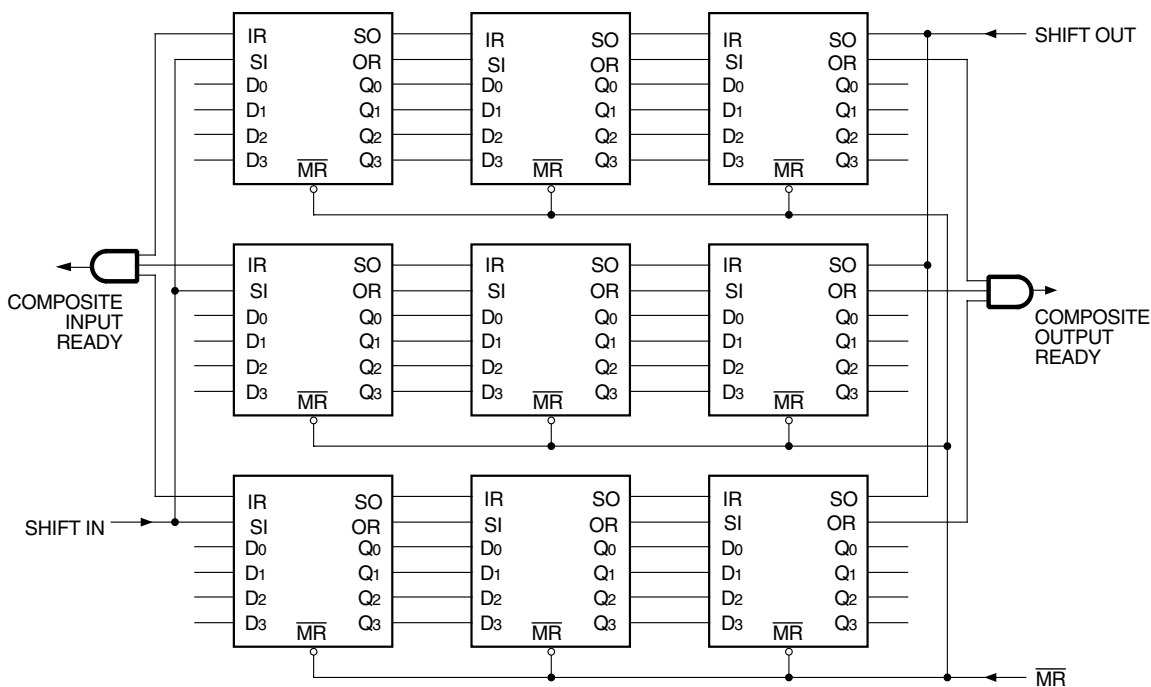 IR SO IR SO IR SO SHIFT OUT
SI OR SI OR SI OR
D0 Q0 D0 Q0 D0 Q0
D1 Q1 D1 Q1 D1 Q1
D2 Q2 D2 Q2 D2 Q2
D3 Q3 D3 Q3 D3 Q3
MR MR MR
IR SO IR SO IR SO
SI OR SI OR SI OR
COMPOSITE
INPUT
READY
COMPOSITE
OUTPUT
READY
D0 Q0 D0 Q0 D0 Q0
D1 Q1 D1 Q1 D1 Q1
D2 Q2 D2 Q2 D2 Q2
D3 Q3 D3 Q3 D3 Q3
MR MR MR
IR SO IR SO IR SO
SHIFT IN SI OR SI OR SI OR
D0 Q0 D0 Q0 D0 Q0
D1 Q1 D1 Q1 D1 Q1
D2 Q2 D2 Q2 D2 Q2
D3 Q3 D3 Q3 D3 Q3
MR MR MR
MR